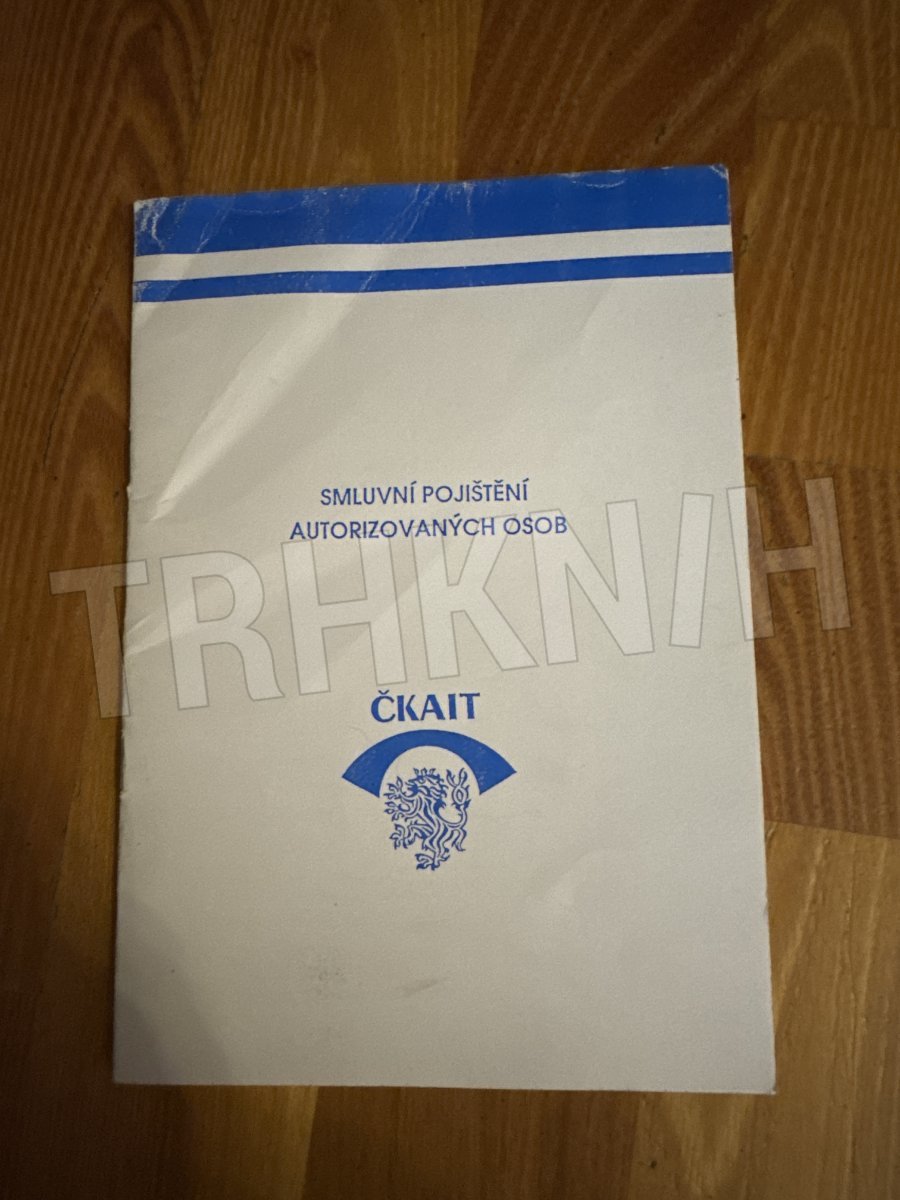 SMLUVNÍ POJIŠTĚNÍ
AUTORIZOVANÝCH OSOB
TRHKNIH
ČKAIT